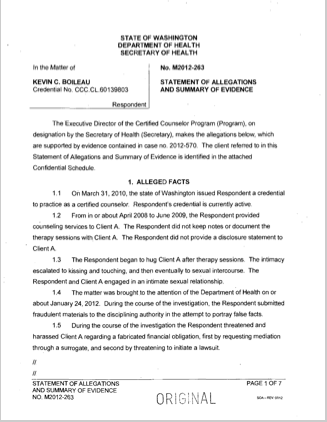 STATE OF WASHINGTON
DEPARTMENT OF HEALTH
SECRETARY OF HEALTH
In the Matter of
No. M2012-263
KEVIN C. BOILEAU
Credential No. CCC.CL.60139803
STATEMENT OF ALLEGATIONS
AND SUMMARY OF EVIDENCE
Respondent
The Executive Director of the Certified Counselor Program (Program), on
designation by the Secretary of Health (Secretary), makes the allegations below, which
are supported by evidence contained in case no. 2012-570. The client referred to in this
Statement of Allegations and Summary of Evidence is identified in the attached
Confidential Schedule.
1. ALLEGED FACTS
1.1 On March 31, 2010, the state of Washington issued Respondent a credential
to practice as a certified counselor. Respondent's credential is currently active.
1.2 From in or about April 2008 to June 2009, the Respondent provided
counseling services to Client A. The Respondent did not keep notes or document the
therapy sessions with Client A. The Respondent did not provide a disclosure statement to
Client A.
1.3 The Respondent began to hug Client A after therapy sessions. The intimacy
escalated to kissing and touching, and then eventually to sexual intercourse. The
Respondent and Client A engaged in an intimate sexual relationship.
1.4 The matter was brought to the attention of the Department of Health on or
about January 24, 2012. During the course of the investigation, the Respondent submitted
fraudulent materials to the disciplining authority in the attempt to portray false facts.
1.5 During the course of the investigation the Respondent threatened and
harassed Client A regarding a fabricated financial obligation, first by requesting mediation
through a surrogate, and second by threatening to initiate a lawsuit.
//
//
STATEMENT OF ALLEGATIONS
AND SUMMARY OF EVIDENCE
NO. M2012-263
ORIGINAL
PAGE 1 OF 7